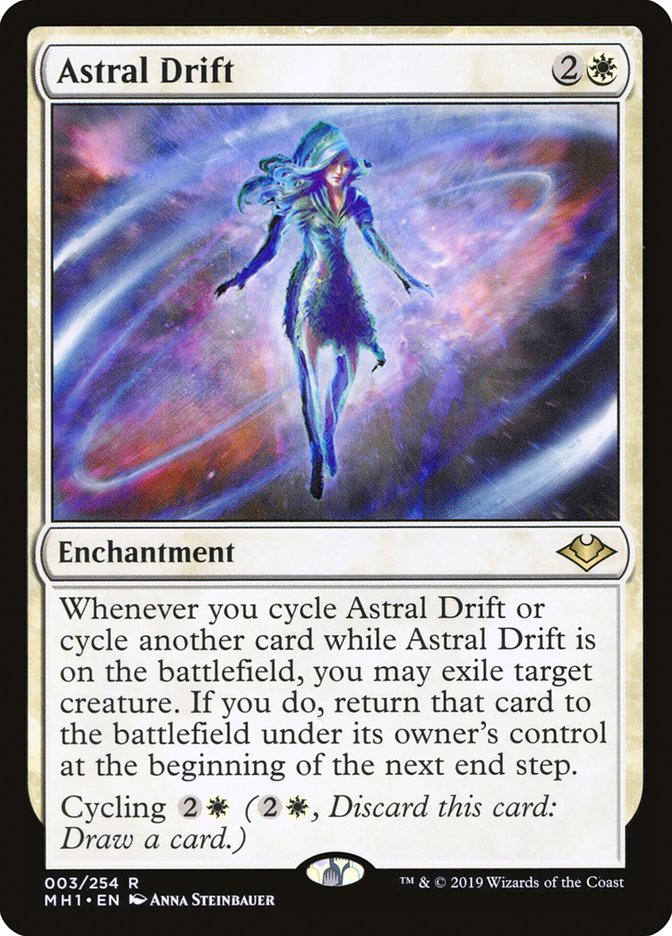 Astral Drift 2
Enchantment
Whenever you cycle Astral Drift or
cycle another card while Astral Drift is
on the battlefield, you may exile target
creature. If you do, return that card to
the battlefield under its owner's control
at the beginning of the next end step.
Cycling 2 (2, Discard this card:
Draw a card.)
003/254 R
MH1 • EN Anna Steinbauer
™ & © 2019 Wizards of the Coast